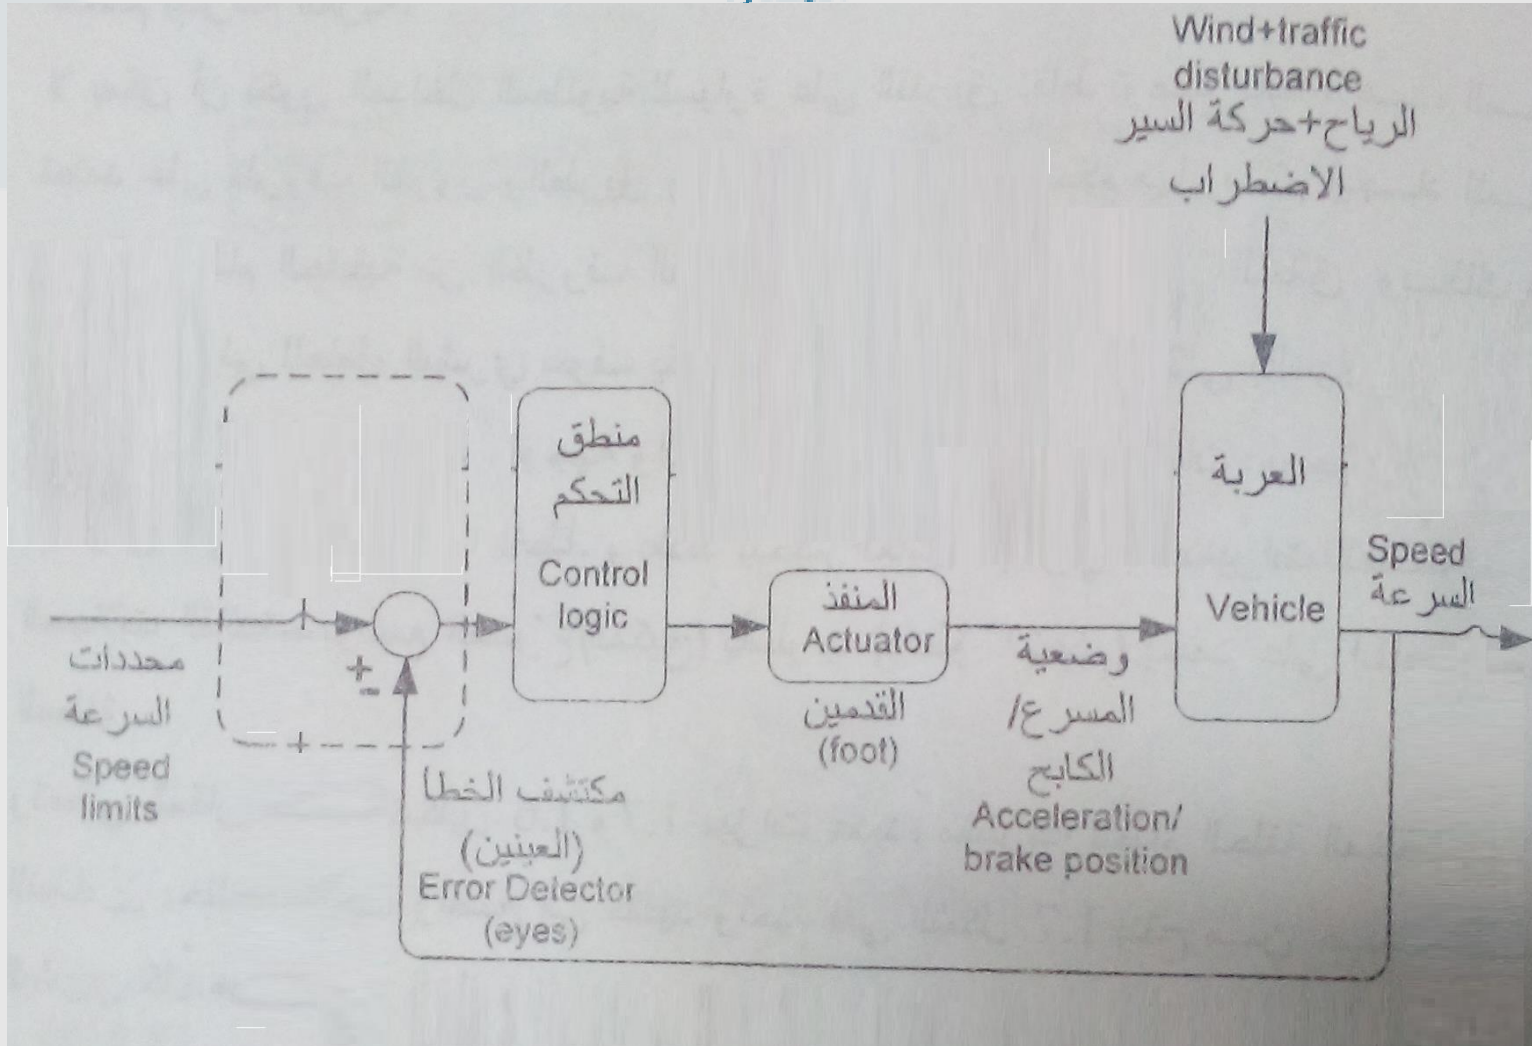 Wind+traffic
disturbance
الرياح+حركة السير
الاضطراب
منطق
التحكم
Control
logic
المنفذ
Actuator
القدمين
(foot)
وضعية
المسرع/
الكابح
Acceleration/
brake position
العربة
Vehicle
Speed
السرعة
محددات
السرعة
Speed
limits
+
-
مكتشف الخطأ
(العينين)
Error Detector
(eyes)